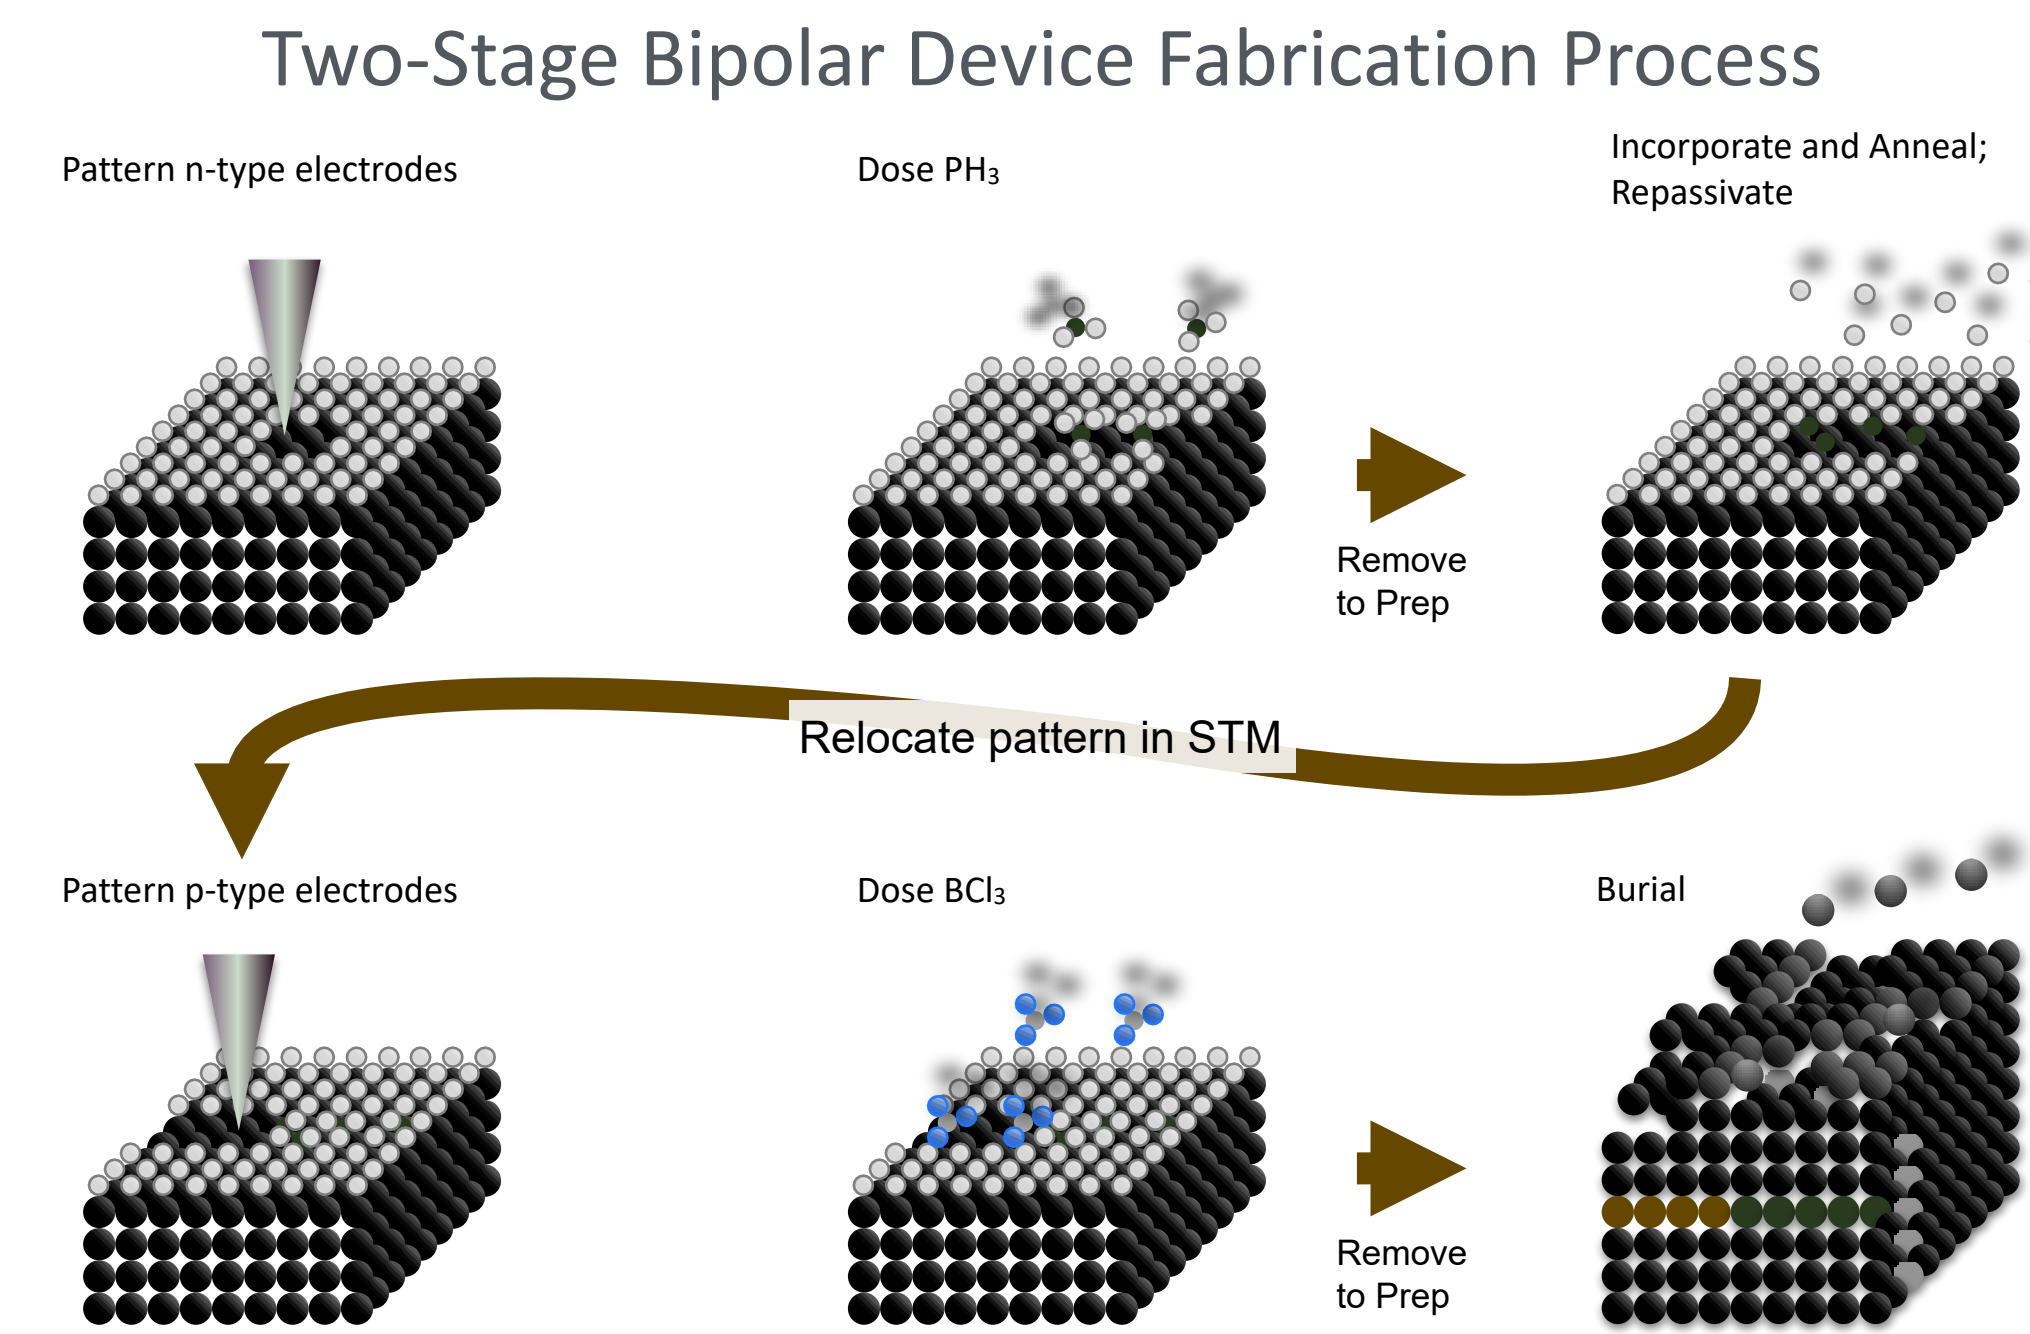 Two-Stage Bipolar Device Fabrication Process
Pattern n-type electrodes
Dose PH₃
Incorporate and Anneal;
Repassivate
Remove
to Prep
Relocate pattern in STM
Pattern p-type electrodes
Dose BCl₃
Burial
Remove
to Prep